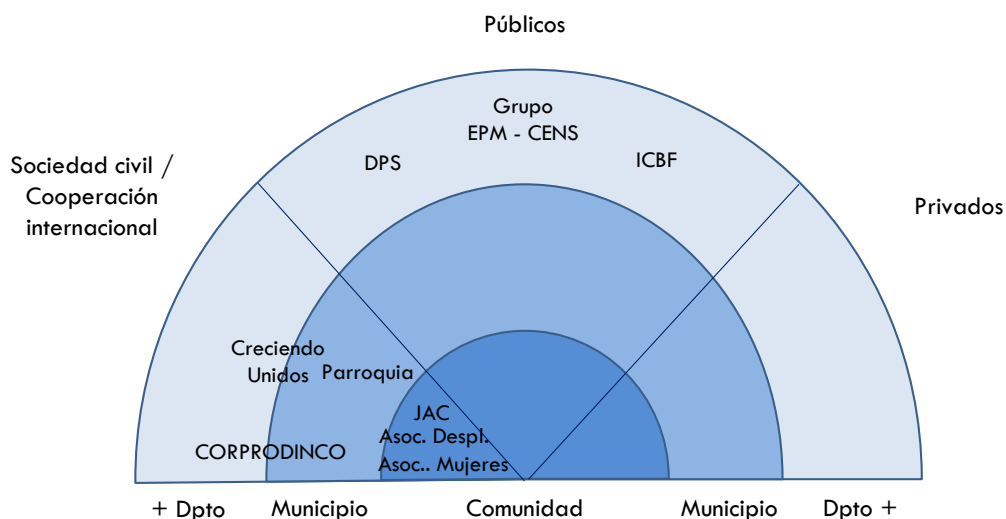 Públicos
Grupo
EPM - CENS
DPS
ICBF
Sociedad civil /
Cooperación
internacional
Privados
Creciendo
Unidos
Parroquia
JAC
Asoc. Despl.
Asoc.. Mujeres
CORPRODINCO
+ Dpto
Municipio
Comunidad
Municipio
Dpto +